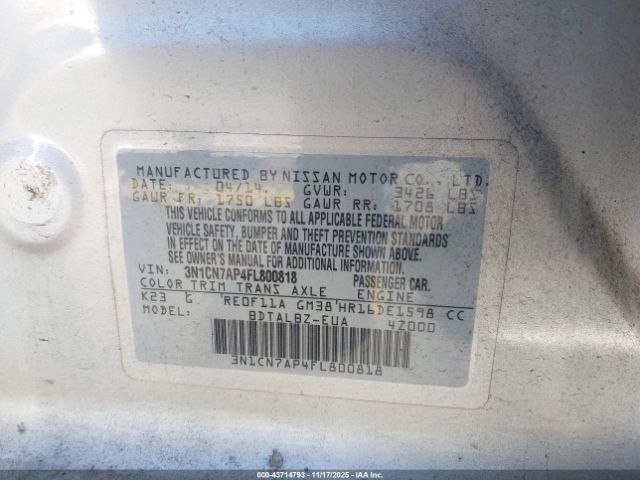 MANUFACTURED BY NISSAN MOTOR CO., LTD.
DATE: 04/14 GVWR: 3426 LBS
GAWR FR: 1750 LBS GAWR RR: 1708 LBS
THIS VEHICLE CONFORMS TO ALL APPLICABLE FEDERAL MOTOR
VEHICLE SAFETY, BUMPER AND THEFT PREVENTION STANDARDS
IN EFFECT ON THE DATE OF MANUFACTURE SHOWN ABOVE.
SEE OWNER'S MANUAL FOR ADDITIONAL INFORMATION.
VIN: 3N1CN7AP4FL800818 PASSENGER CAR.
COLOR TRIM TRANS AXLE ENGINE
K23 G 'RE0F11A GM38'HR16DE1598 CC
BDTALBZ-EUA 4Z000
3N1CN7AP4FL800818
IN: 43714793 - 11/17/2025 - IAA Holdings, LLC.